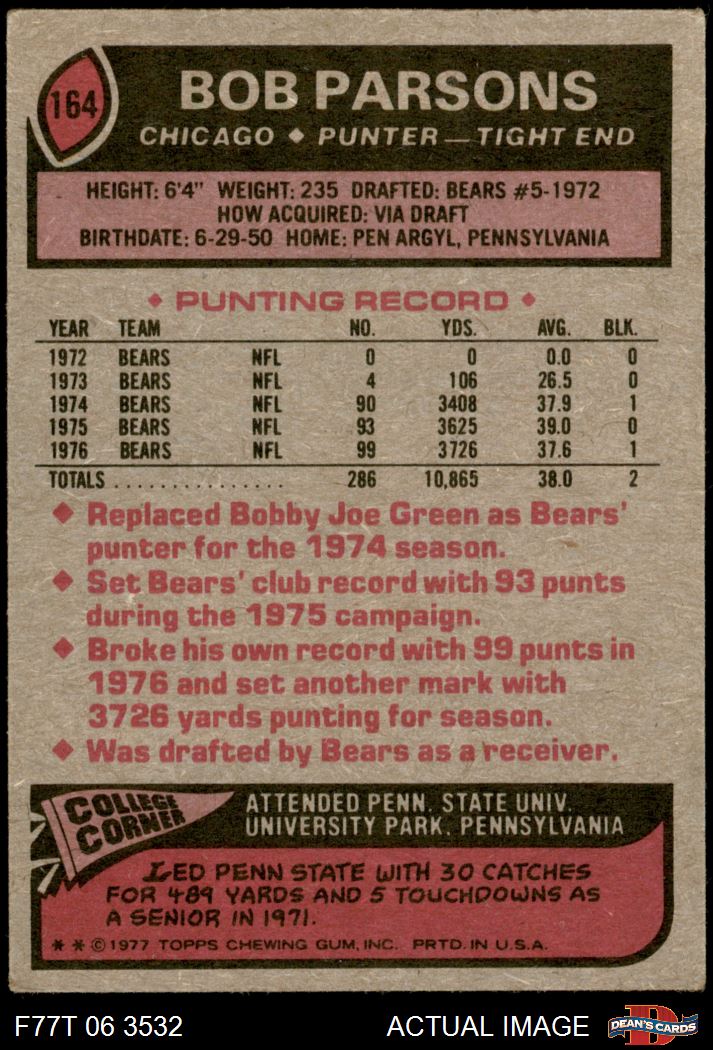 164
BOB PARSONS
CHICAGO ♦ PUNTER—TIGHT END
HEIGHT: 6'4" WEIGHT: 235 DRAFTED: BEARS #5-1972
HOW ACQUIRED: VIA DRAFT
BIRTHDATE: 6-29-50 HOME: PEN ARGYL, PENNSYLVANIA
♦ PUNTING RECORD ♦
YEAR TEAM NO. YDS. AVG. BLK.
1972 BEARS NFL 0 0 0.0 0
1973 BEARS NFL 4 106 26.5 0
1974 BEARS NFL 90 3408 37.9 1
1975 BEARS NFL 93 3625 39.0 0
1976 BEARS NFL 99 3726 37.6 1
TOTALS . . . . . . . . . . . . . . . 286 10,865 38.0 2
♦ Replaced Bobby Joe Green as Bears'
punter for the 1974 season.
♦ Set Bears' club record with 93 punts
during the 1975 campaign.
♦ Broke his own record with 99 punts in
1976 and set another mark with
3726 yards punting for season.
♦ Was drafted by Bears as a receiver.
COLLEGE
CORNER
ATTENDED PENN. STATE UNIV.
UNIVERSITY PARK, PENNSYLVANIA
LED PENN STATE WITH 30 CATCHES
FOR 489 YARDS AND 5 TOUCHDOWNS AS
A SENIOR IN 1971.
* * © 1977 TOPPS CHEWING GUM, INC. PRTD. IN U.S.A.
F77T 06 3532
ACTUAL IMAGE
D
DEAN'S CARDS